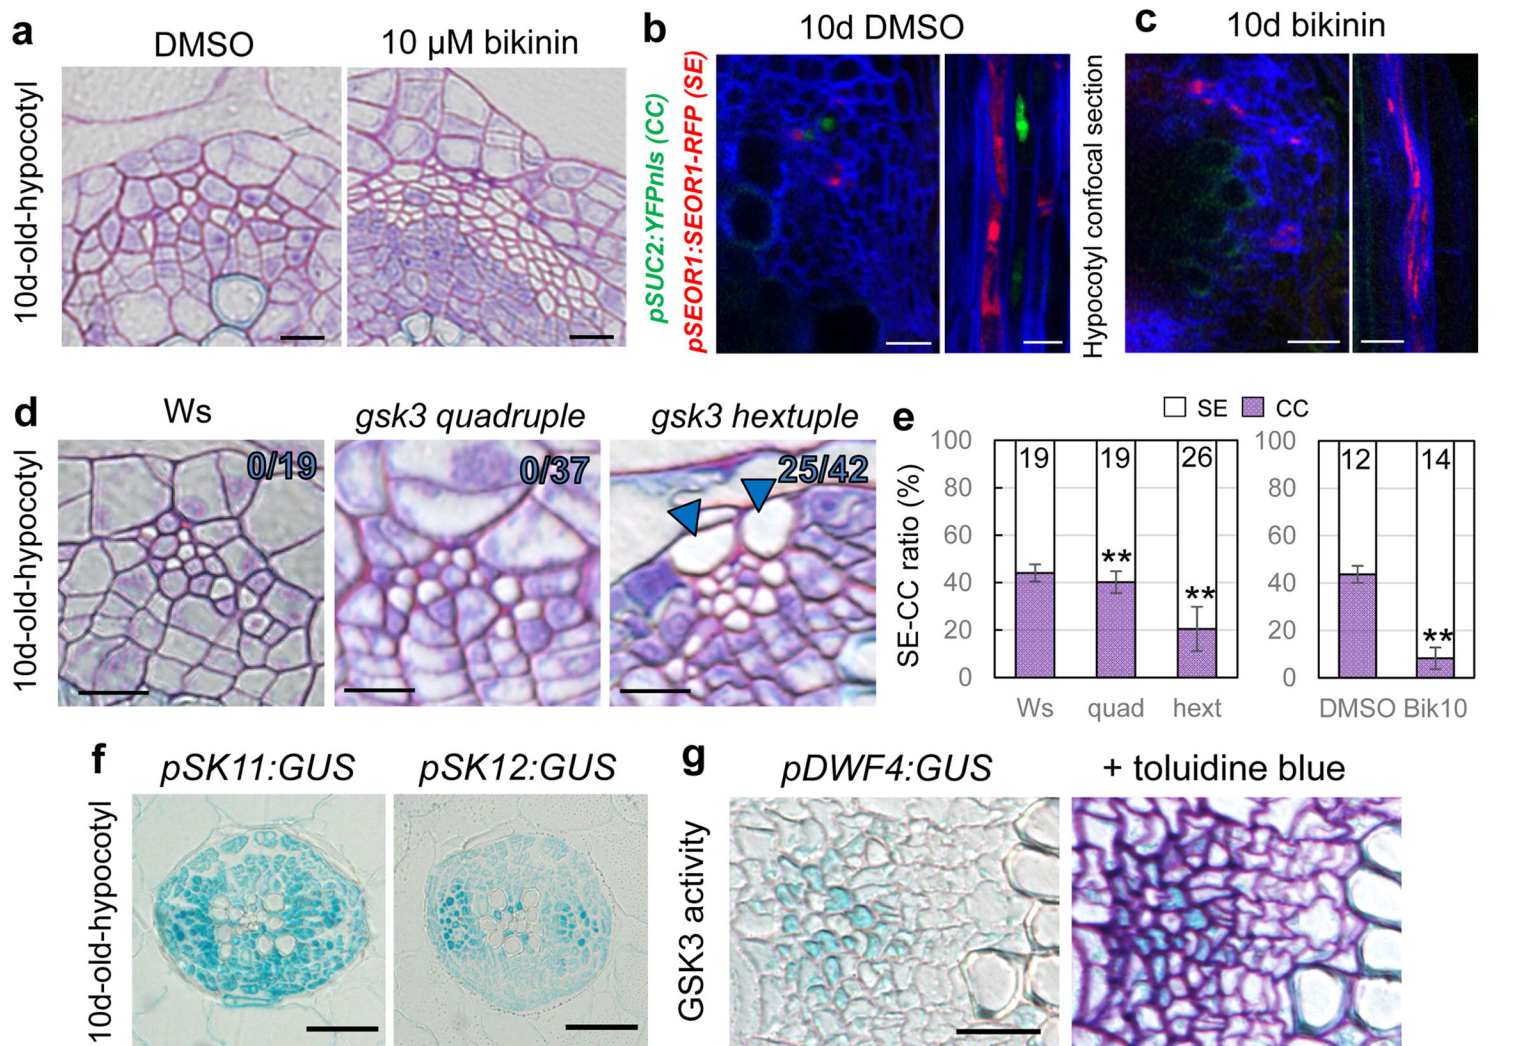 a
DMSO
10 µM bikinin
10d-old-hypocotyl
b
10d DMSO
pSUC2:YFPnls (CC)
pSEOR1:SEOR1-RFP (SE)
c
10d bikinin
Hypocotyl confocal section
d
Ws
gsk3 quadruple
gsk3 hextuple
10d-old-hypocotyl
0/19
0/37
25/42
e
SE
CC
SE-CC ratio (%)
100
80
60
40
20
0
19
19
26
**
**
Ws
quad
hext
100
80
60
40
20
0
12
14
**
DMSO
Bik10
f
pSK11:GUS
pSK12:GUS
10d-old-hypocotyl
g
pDWF4:GUS
+ toluidine blue
GSK3 activity